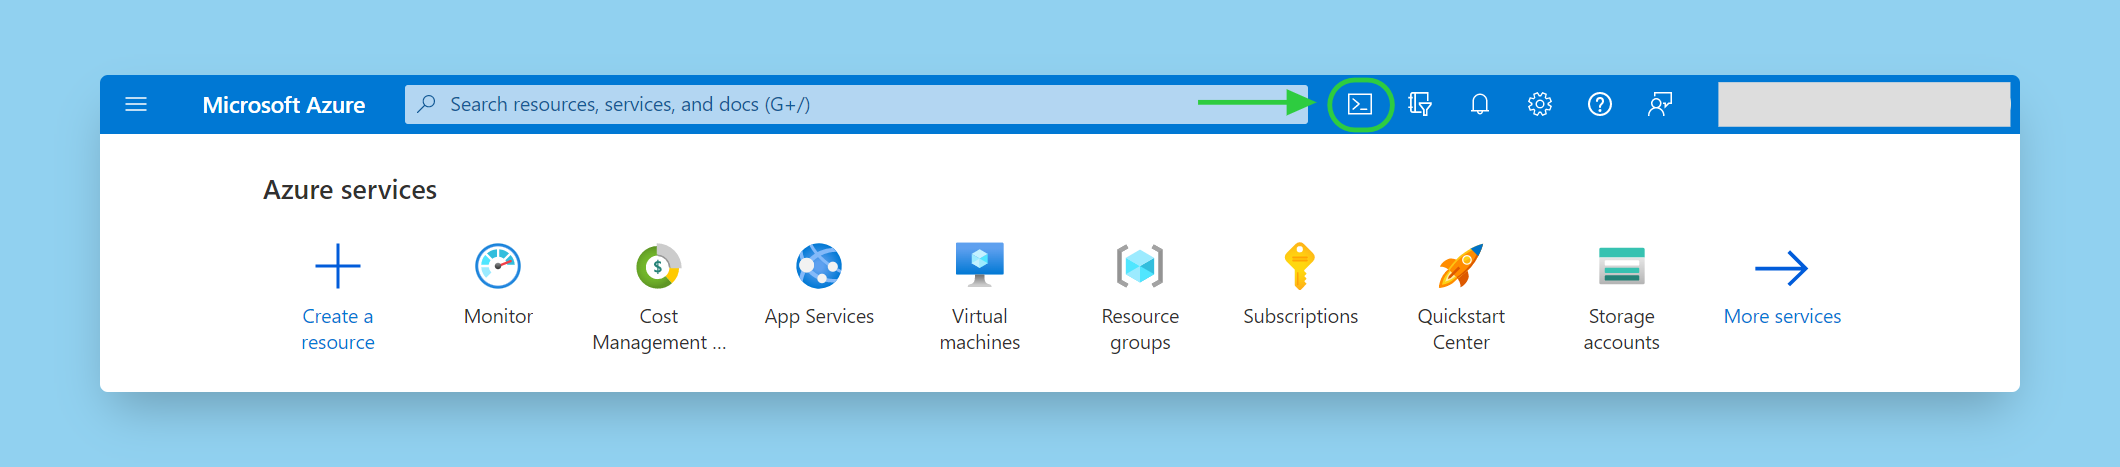 Microsoft Azure
Search resources, services, and docs (G+/)
Azure services
Create a
resource
Monitor
Cost
Management ...
App Services
Virtual
machines
Resource
groups
Subscriptions
Quickstart
Center
Storage
accounts
More services